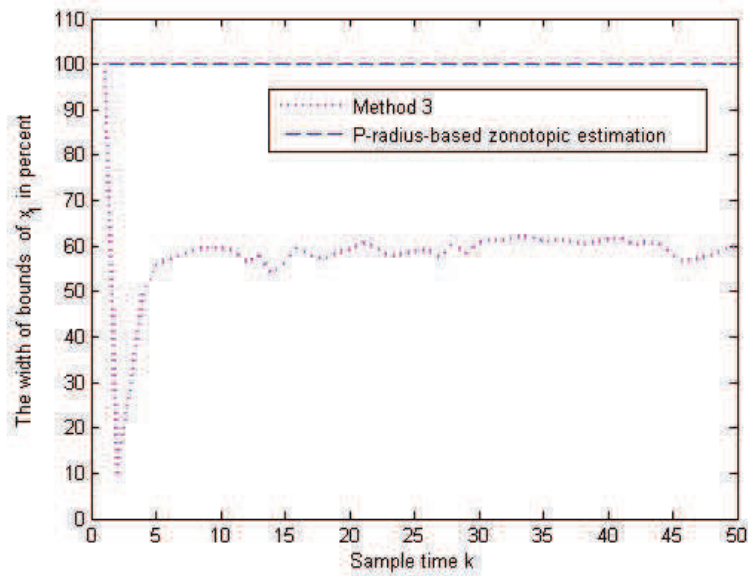 110
100
90
80
70
60
50
40
30
20
10
0
The width of bounds of x1 in percent
Method 3
P-radius-based zonotopic estimation
0 5 10 15 20 25 30 35 40 45 50
Sample time k